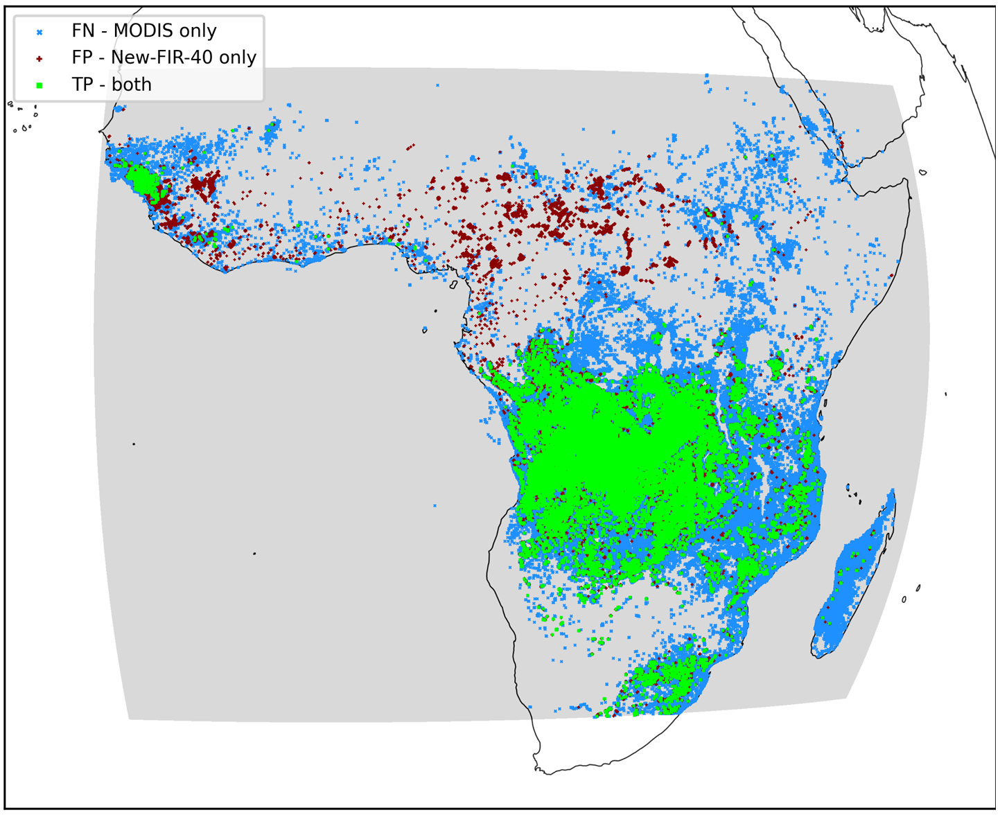 FN - MODIS only
FP - New-FIR-40 only
TP - both